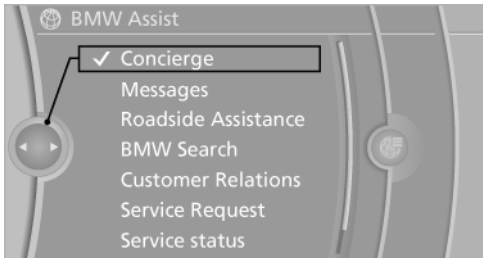 BMW Assist
Concierge
Messages
Roadside Assistance
BMW Search
Customer Relations
Service Request
Service status